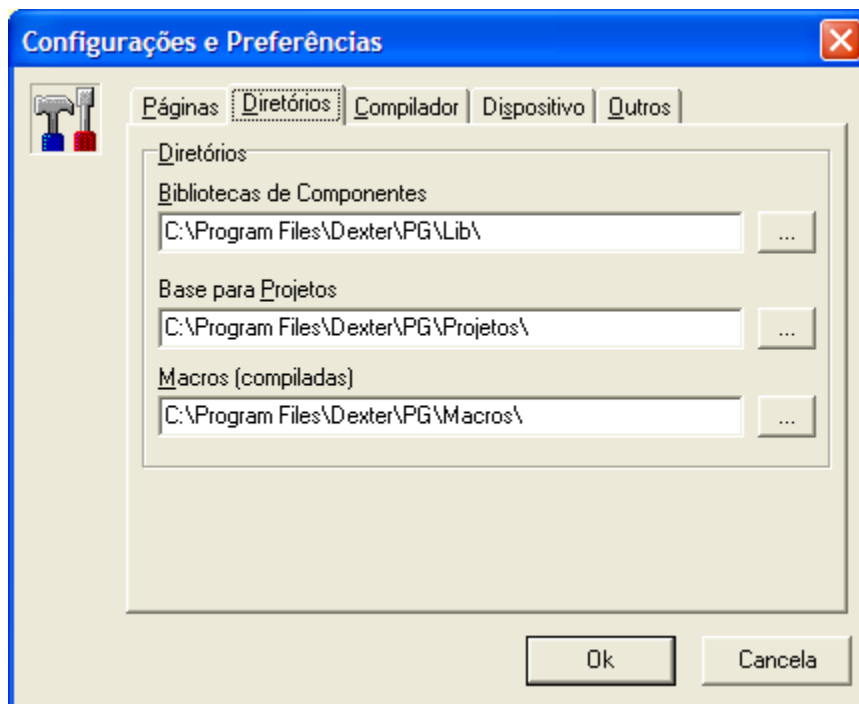 Configurações e Preferências
Páginas Diretórios Compilador Dispositivo Outros
Diretórios
Bibliotecas de Componentes
C:\Program Files\Dexter\PG\Lib\ ...
Base para Projetos
C:\Program Files\Dexter\PG\Projetos\ ...
Macros (compiladas)
C:\Program Files\Dexter\PG\Macros\ ...
Ok Cancela